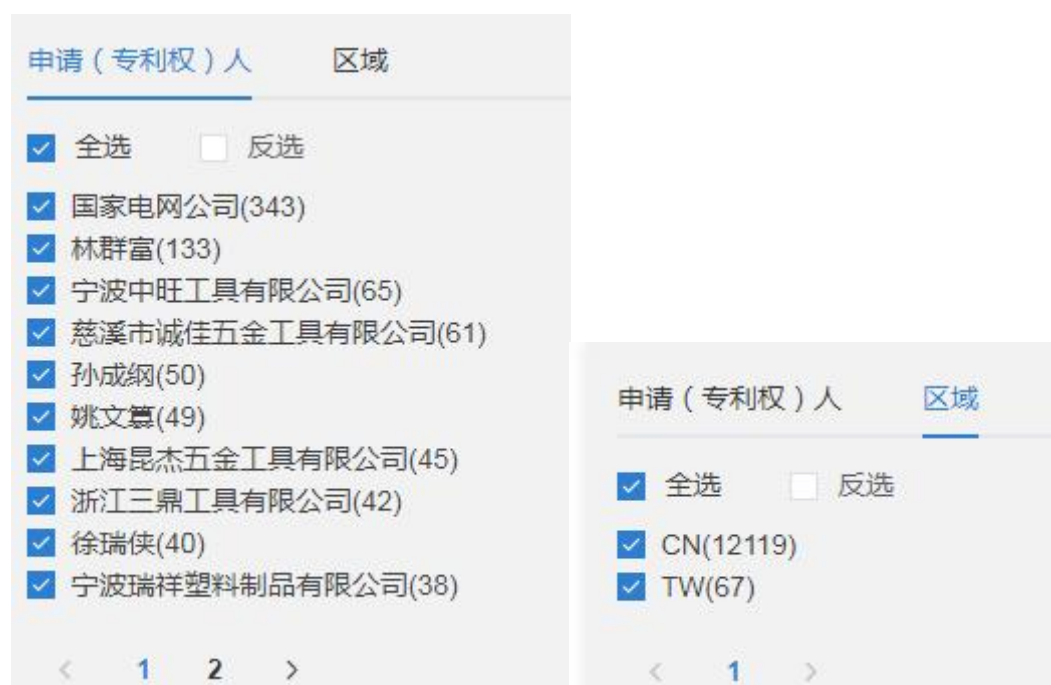 申请（专利权）人 区域
全选 反选
国家电网公司(343)
林群富(133)
宁波中旺工具有限公司(65)
慈溪市诚佳五金工具有限公司(61)
孙成纲(50)
姚文籅(49)
上海昆杰五金工具有限公司(45)
浙江三鼎工具有限公司(42)
徐瑞侠(40)
宁波瑞祥塑料制品有限公司(38)
< 1 2 >
申请（专利权）人 区域
全选 反选
CN(12119)
TW(67)
< 1 >